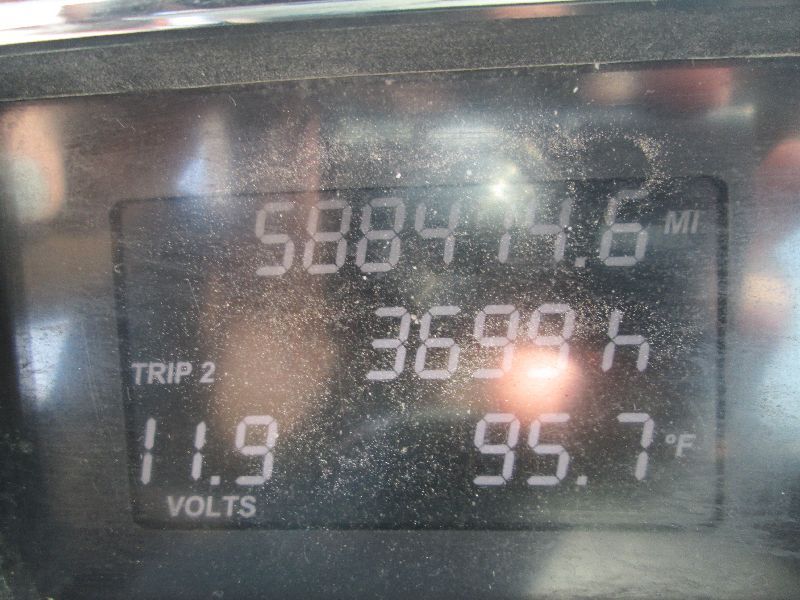 588414.6 MI
3699 h
TRIP 2
11.9 95.7 °F
VOLTS